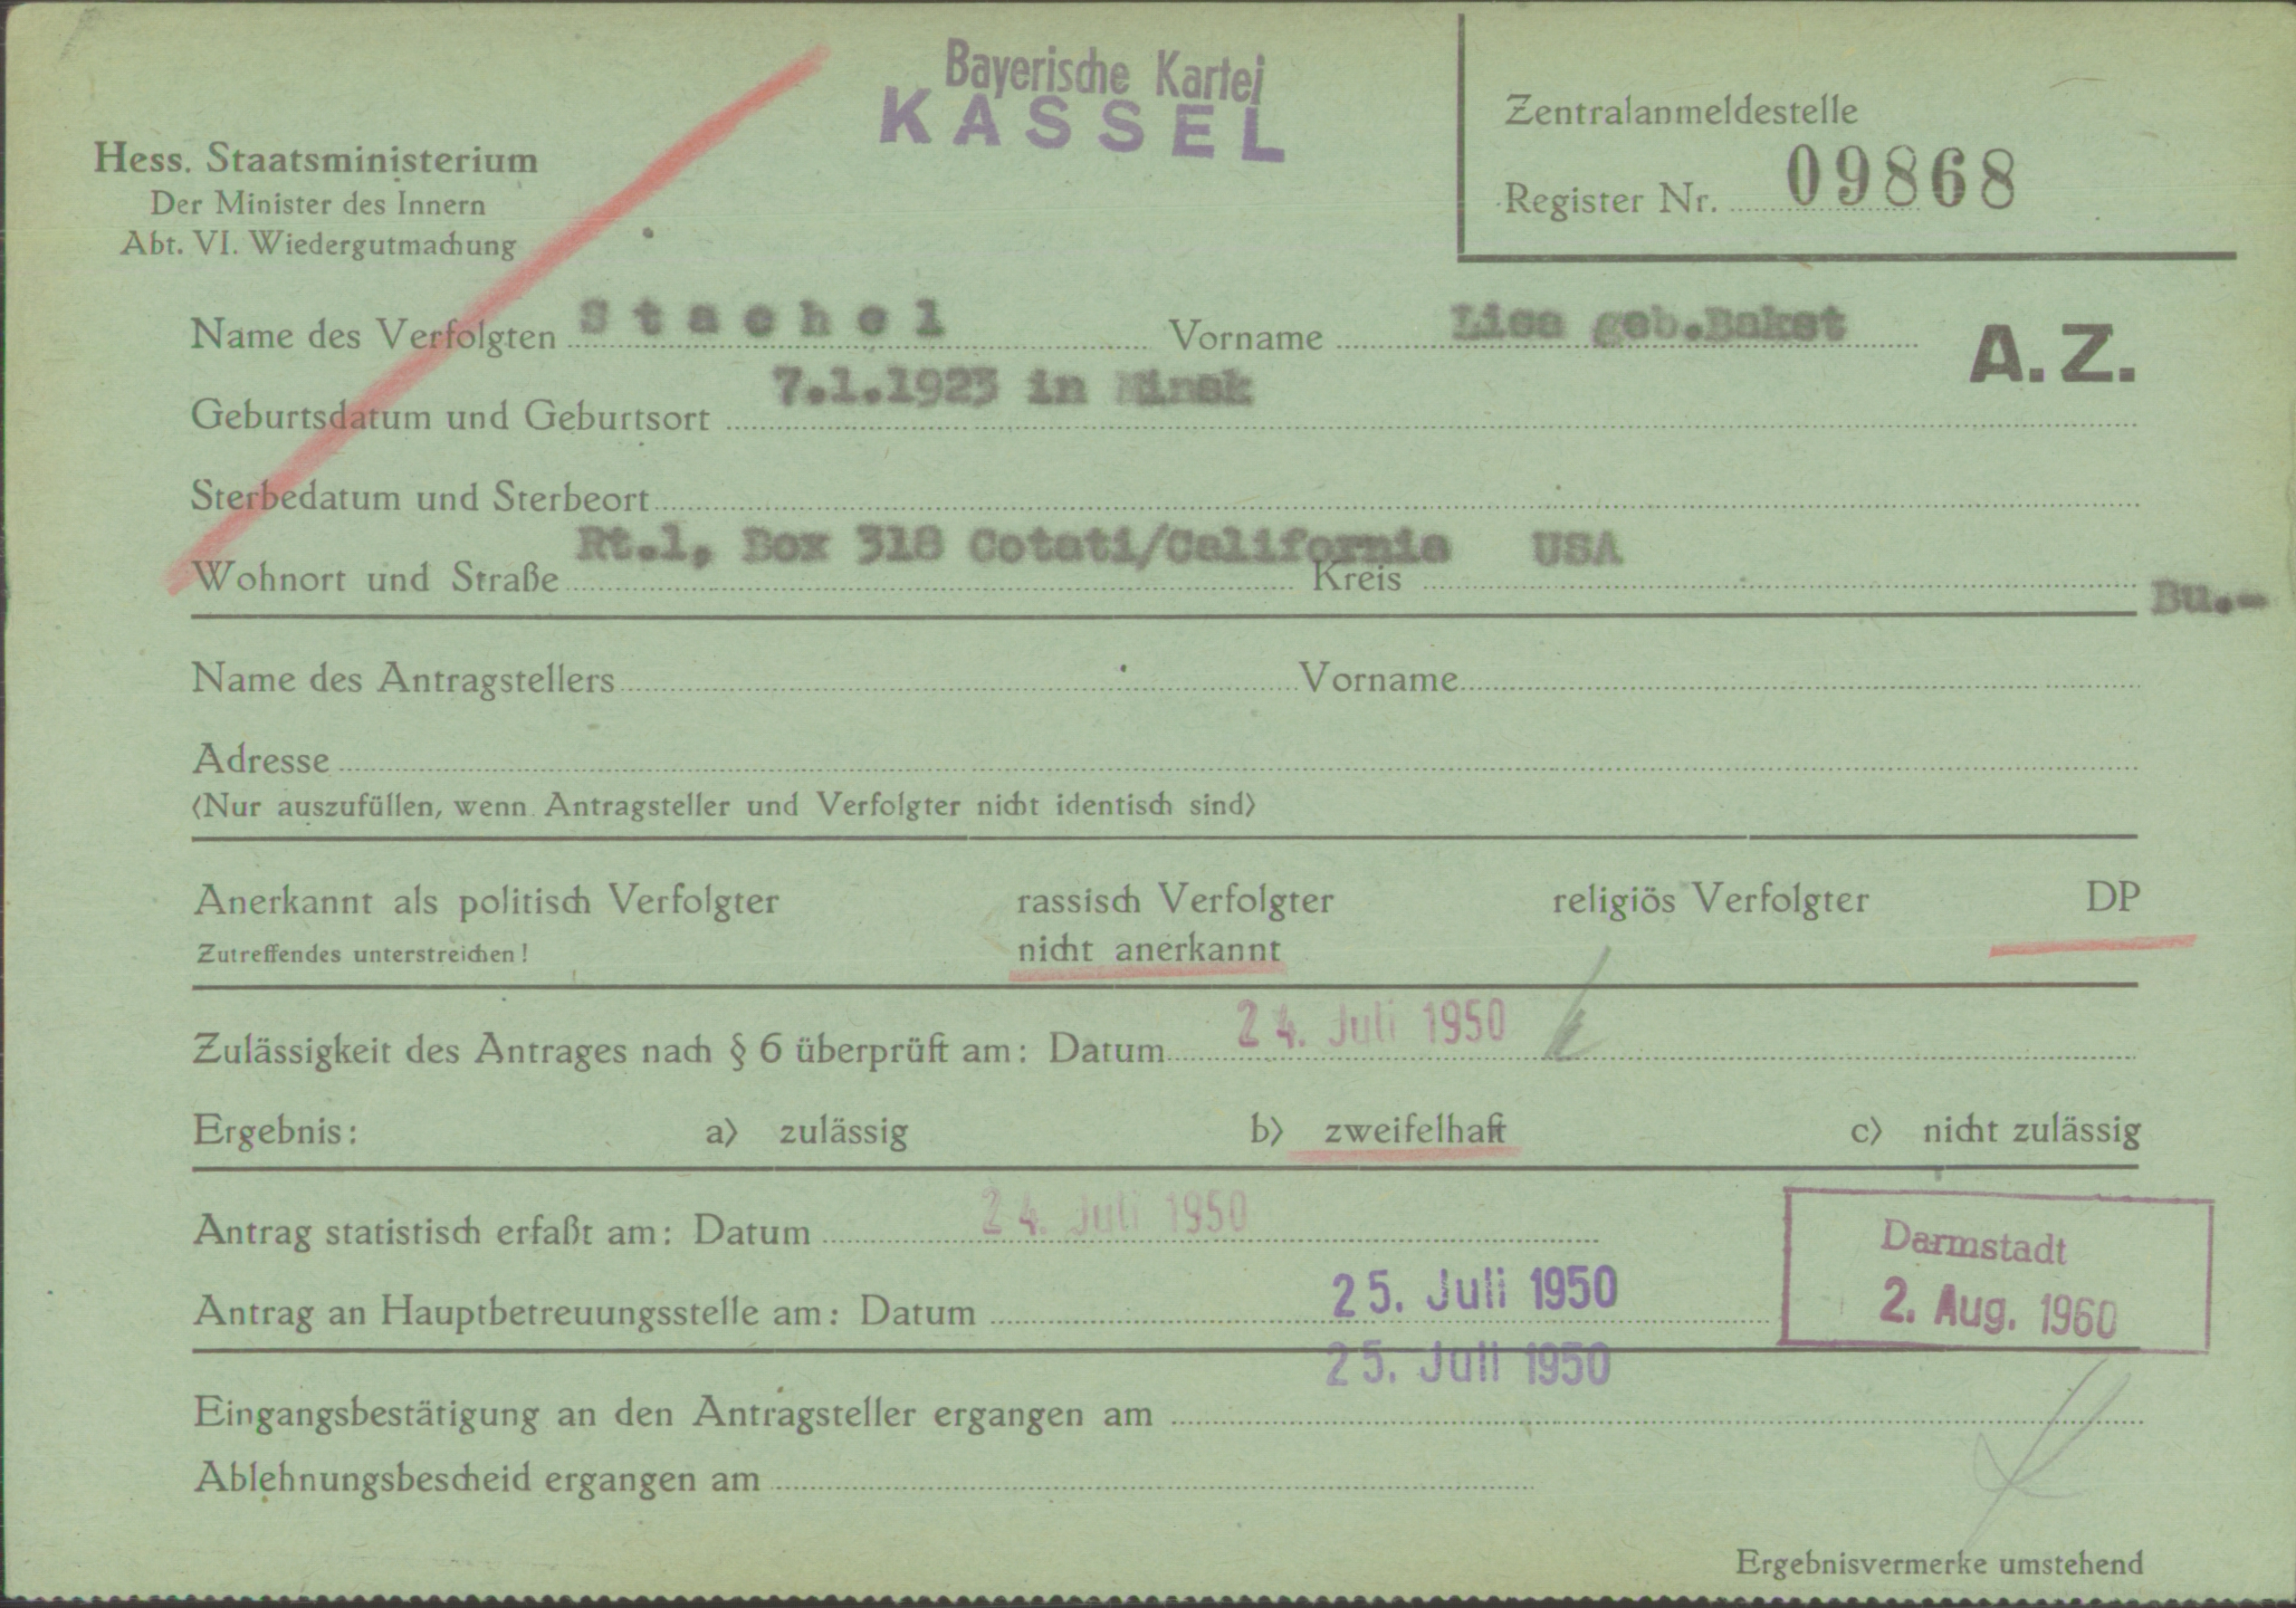 Bayerische Kartei
KASSEL
Zentralanmeldestelle
Register Nr. 09868
Hess. Staatsministerium
Der Minister des Innern
Abt. VI. Wiedergutmachung
Name des Verfolgten Stachel Vorname Lisa geb.Bakst
A.Z.
Geburtsdatum und Geburtsort 7.1.1923 in Minsk
Sterbedatum und Sterbeort
Wohnort und Straße Rt.1, Box 318 Cotati/California Kreis USA
Bu.-
Name des Antragstellers Vorname
Adresse
(Nur auszufüllen, wenn Antragsteller und Verfolgter nicht identisch sind)
Anerkannt als politisch Verfolgter rassisch Verfolgter religiös Verfolgter DP
Zutreffendes unterstreichen! nicht anerkannt
Zulässigkeit des Antrages nach § 6 überprüft am: Datum 24. Juli 1950
Ergebnis: a) zulässig b) zweifelhaft c) nicht zulässig
Antrag statistisch erfaßt am: Datum 24. Juli 1950
Darmstadt
2. Aug. 1960
Antrag an Hauptbetreuungsstelle am: Datum 25. Juli 1950
Eingangsbestätigung an den Antragsteller ergangen am 25. Juli 1950
Ablehnungsbescheid ergangen am
Ergebnisvermerke umstehend